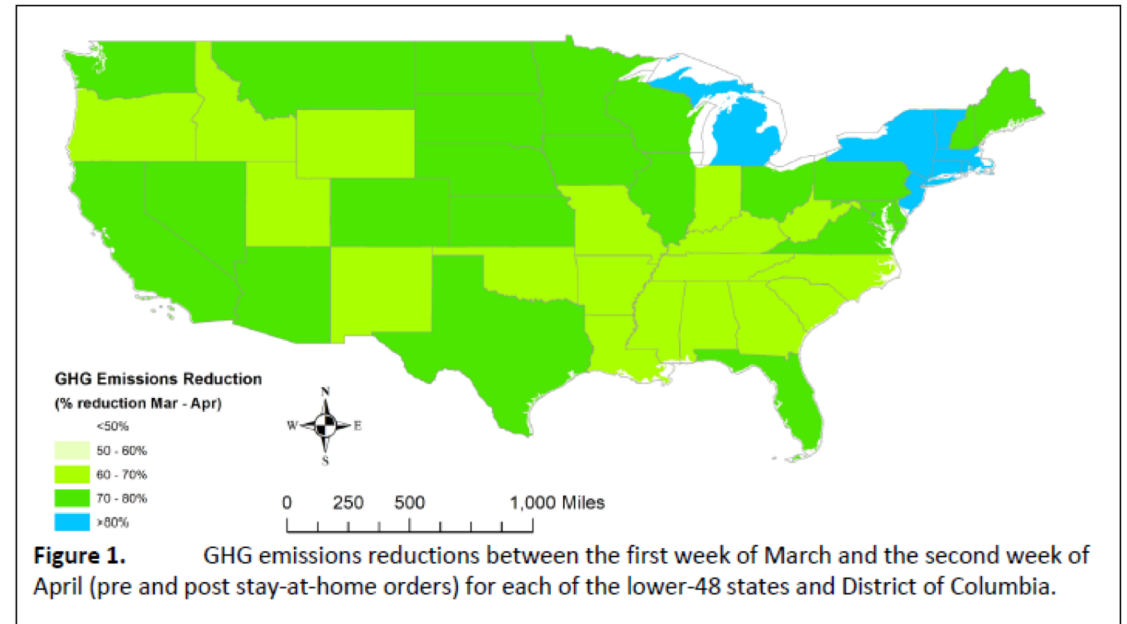 GHG Emissions Reduction
(% reduction Mar - Apr)
<50%
50 - 60%
60 - 70%
70 - 80%
>80%
N
W E
S
0 250 500 1,000 Miles
Figure 1. GHG emissions reductions between the first week of March and the second week of
April (pre and post stay-at-home orders) for each of the lower-48 states and District of Columbia.